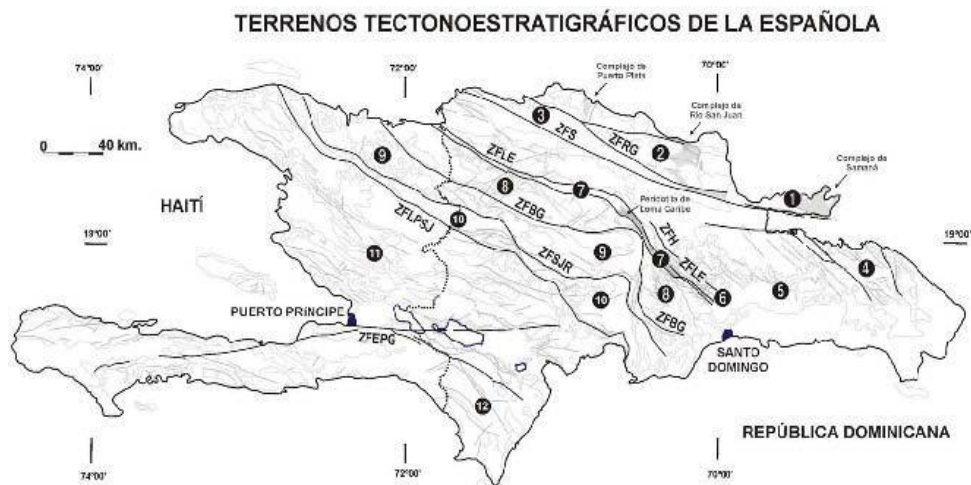 TERRENOS TECTONOESTRATIGRÁFICOS DE LA ESPAÑOLA
74°00'
72°00'
70°00'
Complejo de
Puerto Plata
Complejo de
Río San Juan
Complejo de
Samaná
0
40 km.
3
ZFS
ZFRG
2
1
9
ZFLE
8
7
ZFBG
Peridotita de
Loma Caribe
HAITÍ
ZFLPSJ
10
ZFSJR
9
ZFH
ZFLE
7
19°00'
11
10
8
6
5
4
ZFBG
PUERTO PRíNCIPE
ZFEPG
SANTO
DOMINGO
12
REPÚBLICA DOMINICANA
74°00'
72°00'
70°00'